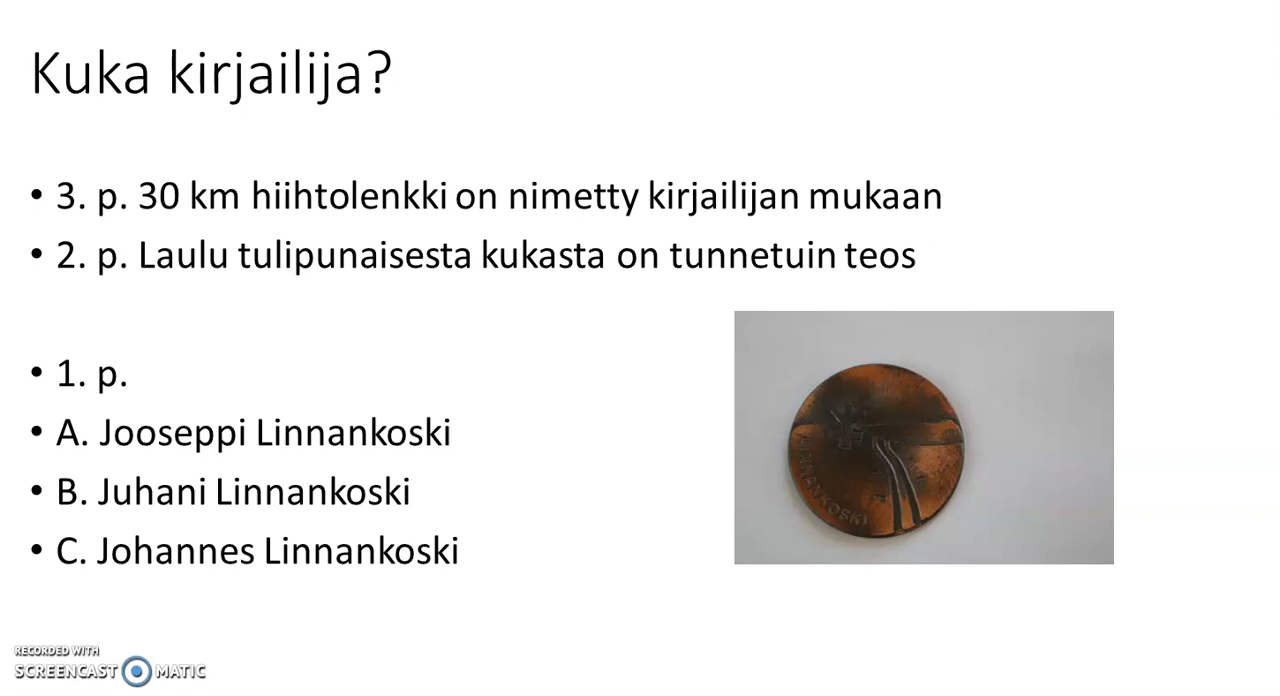 Kuka kirjailija?
• 3. p. 30 km hiihtolenkki on nimetty kirjailijan mukaan
• 2. p. Laulu tulipunaisesta kukasta on tunnetuin teos
• 1. p.
• A. Jooseppi Linnankoski
• B. Juhani Linnankoski
• C. Johannes Linnankoski
LINNANKOSKI
RECORDED WITH
SCREENCAST MATIC